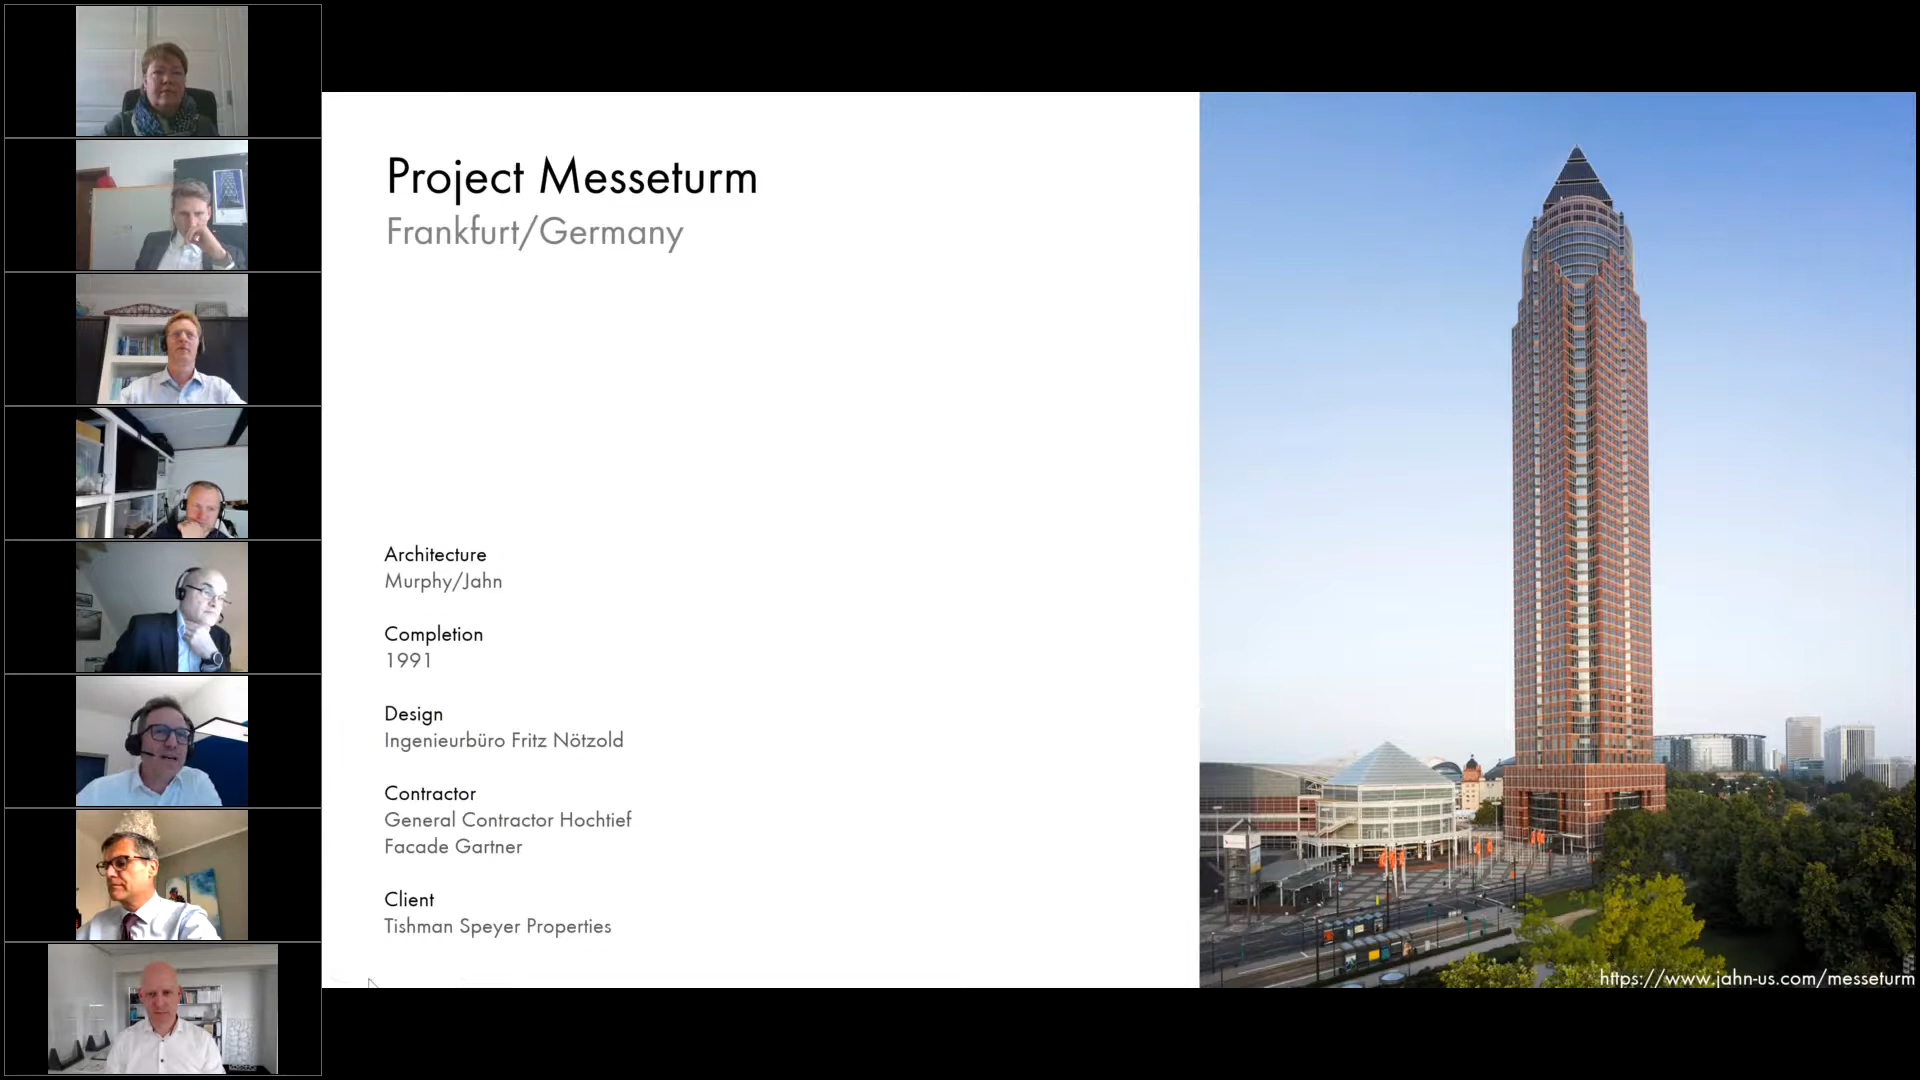 Project Messeturm
Frankfurt/Germany
Architecture
Murphy/Jahn
Completion
1991
Design
Ingenieurbüro Fritz Nötzold
Contractor
General Contractor Hochtief
Facade Gartner
Client
Tishman Speyer Properties
https://www.jahn-us.com/messeturm